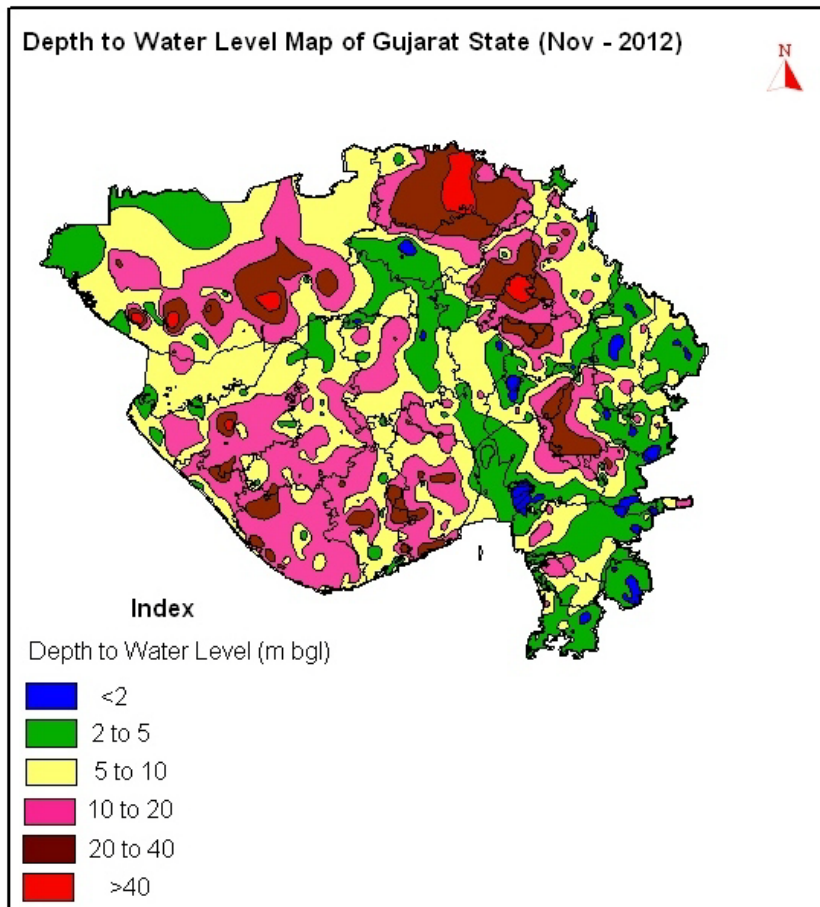 Depth to Water Level Map of Gujarat State (Nov - 2012)
N
Index
Depth to Water Level (m bgl)
<2
2 to 5
5 to 10
10 to 20
20 to 40
>40